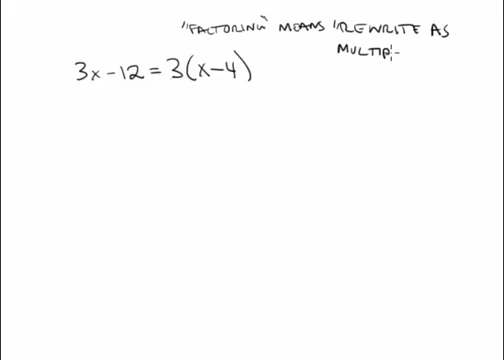 "FACTORING" MEANS "REWRITE AS
MULTIP
3x - 12 = 3(x - 4)